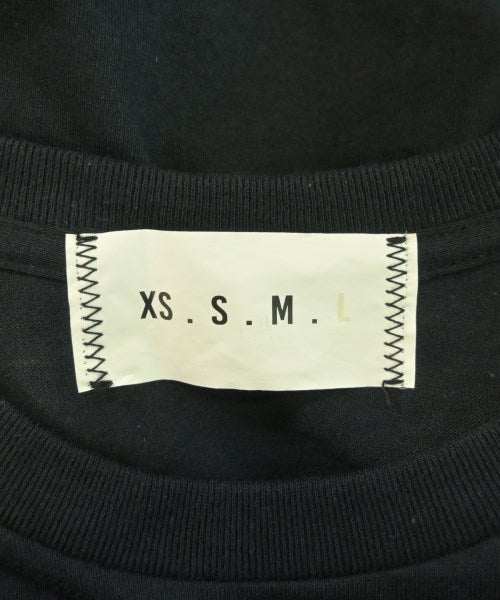 XS . S . M . L